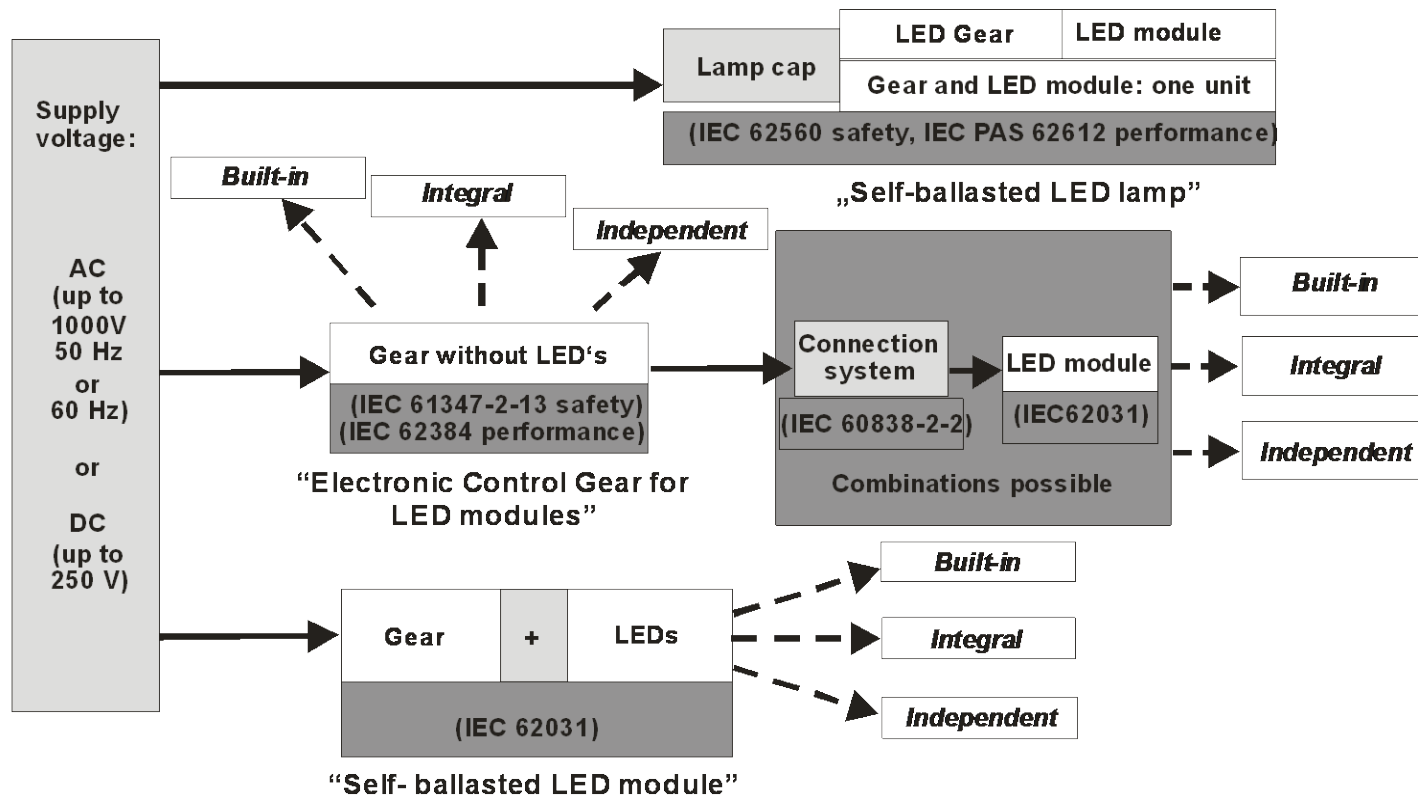 Supply
voltage:
AC
(up to
1000V
50 Hz
or
60 Hz)
or
DC
(up to
250 V)
Lamp cap
LED Gear
LED module
Gear and LED module: one unit
(IEC 62560 safety, IEC PAS 62612 performance)
„Self-ballasted LED lamp”
Built-in
Integral
Independent
Gear without LED‘s
(IEC 61347-2-13 safety)
(IEC 62384 performance)
“Electronic Control Gear for
LED modules”
Connection
system
(IEC 60838-2-2)
LED module
(IEC62031)
Combinations possible
Built-in
Integral
Independent
Gear
+
LEDs
(IEC 62031)
“Self- ballasted LED module”
Built-in
Integral
Independent